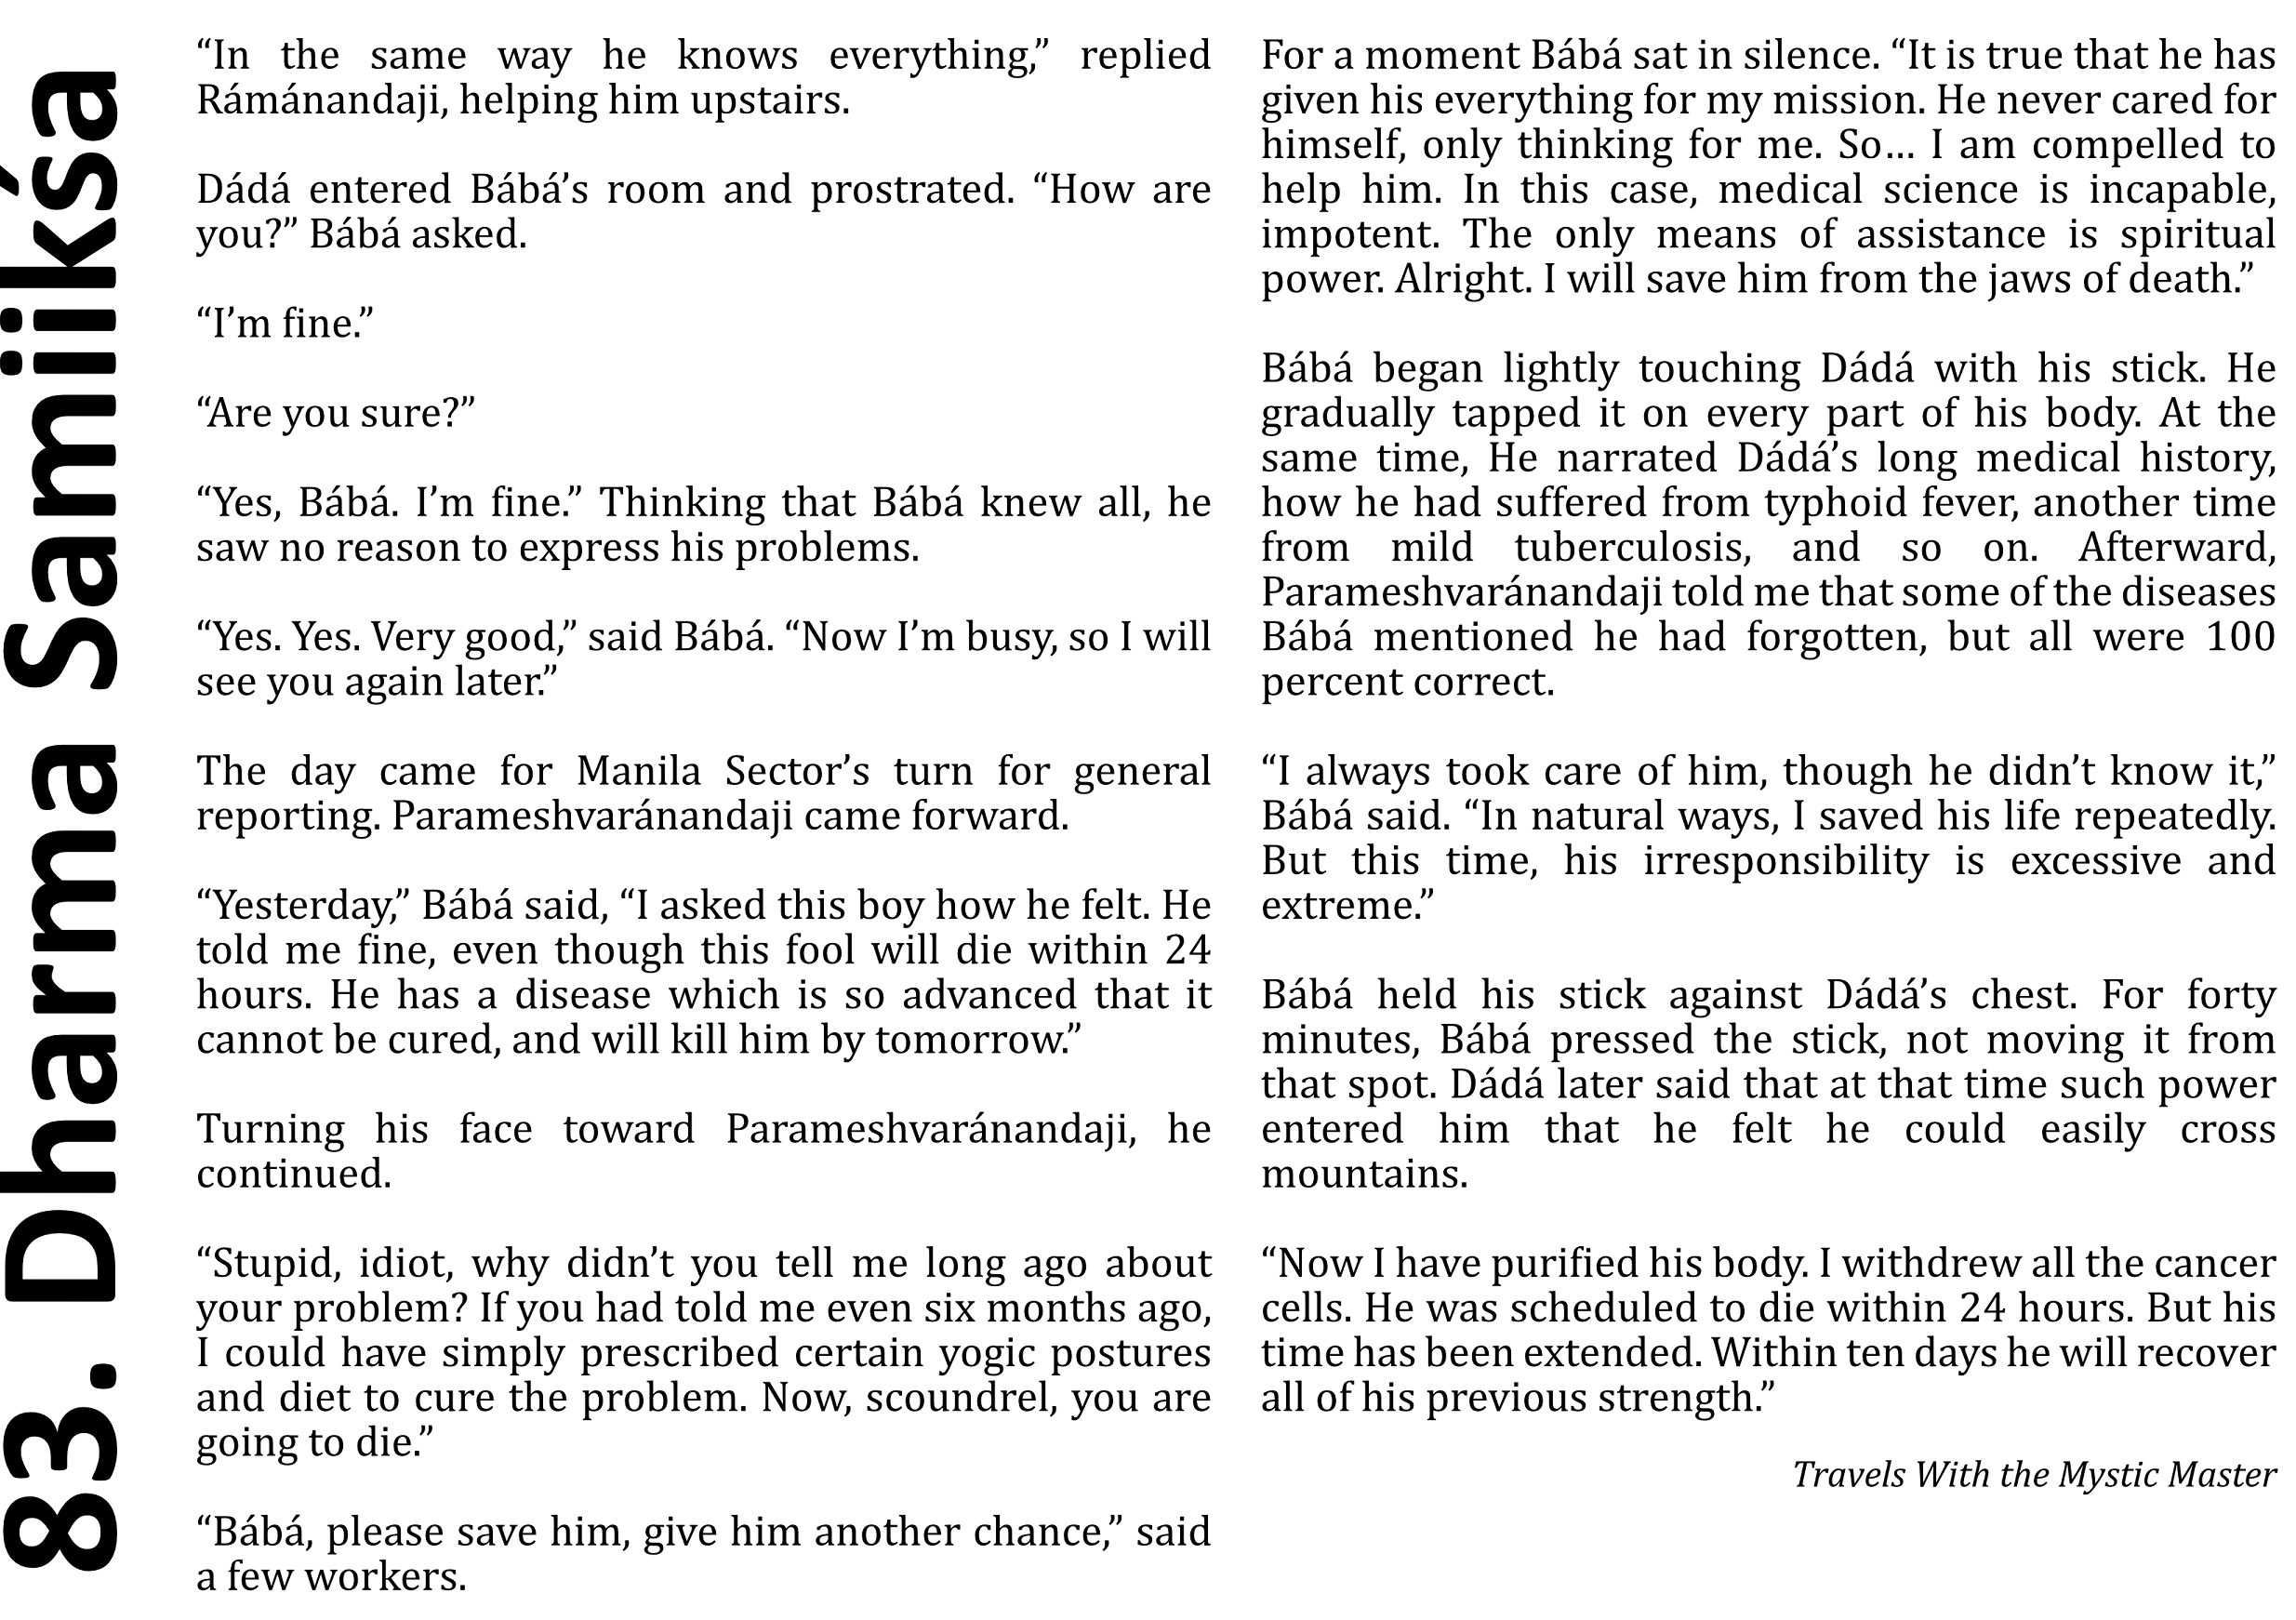 83. Dharma Samiikśa
“In the same way he knows everything,” replied
Rámánandaji, helping him upstairs.
Dádá entered Bábá’s room and prostrated. “How are
you?” Bábá asked.
“I’m fine.”
“Are you sure?”
“Yes, Bábá. I’m fine.” Thinking that Bábá knew all, he
saw no reason to express his problems.
“Yes. Yes. Very good,” said Bábá. “Now I’m busy, so I will
see you again later.”
The day came for Manila Sector’s turn for general
reporting. Parameshvaránandaji came forward.
“Yesterday,” Bábá said, “I asked this boy how he felt. He
told me fine, even though this fool will die within 24
hours. He has a disease which is so advanced that it
cannot be cured, and will kill him by tomorrow.”
Turning his face toward Parameshvaránandaji, he
continued.
“Stupid, idiot, why didn’t you tell me long ago about
your problem? If you had told me even six months ago,
I could have simply prescribed certain yogic postures
and diet to cure the problem. Now, scoundrel, you are
going to die.”
“Bábá, please save him, give him another chance,” said
a few workers.
For a moment Bábá sat in silence. “It is true that he has
given his everything for my mission. He never cared for
himself, only thinking for me. So… I am compelled to
help him. In this case, medical science is incapable,
impotent. The only means of assistance is spiritual
power. Alright. I will save him from the jaws of death.”
Bábá began lightly touching Dádá with his stick. He
gradually tapped it on every part of his body. At the
same time, He narrated Dádá’s long medical history,
how he had suffered from typhoid fever, another time
from mild tuberculosis, and so on. Afterward,
Parameshvaránandaji told me that some of the diseases
Bábá mentioned he had forgotten, but all were 100
percent correct.
“I always took care of him, though he didn’t know it,”
Bábá said. “In natural ways, I saved his life repeatedly.
But this time, his irresponsibility is excessive and
extreme.”
Bábá held his stick against Dádá’s chest. For forty
minutes, Bábá pressed the stick, not moving it from
that spot. Dádá later said that at that time such power
entered him that he felt he could easily cross
mountains.
“Now I have purified his body. I withdrew all the cancer
cells. He was scheduled to die within 24 hours. But his
time has been extended. Within ten days he will recover
all of his previous strength.”
Travels With the Mystic Master